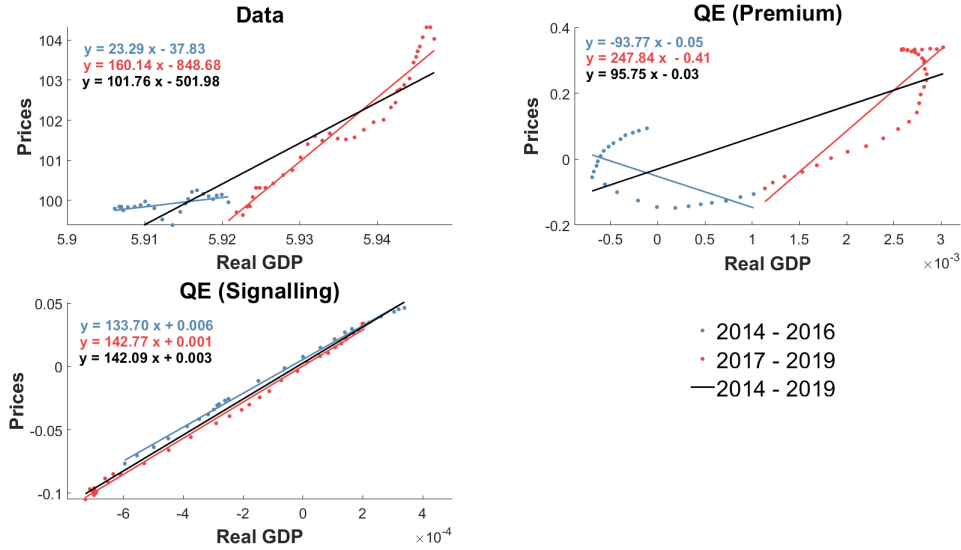 Data
y = 23.29 x - 37.83
y = 160.14 x - 848.68
y = 101.76 x - 501.98
104
103
102
101
100
Prices
5.9
5.91
5.92
5.93
5.94
Real GDP
QE (Premium)
y = -93.77 x - 0.05
y = 247.84 x - 0.41
y = 95.75 x - 0.03
0.4
0.2
0
-0.2
Prices
-0.5
0
0.5
1
1.5
2
2.5
3
Real GDP
×10⁻³
QE (Signalling)
y = 133.70 x + 0.006
y = 142.77 x + 0.001
y = 142.09 x + 0.003
0.05
0
-0.05
-0.1
Prices
-6
-4
-2
0
2
4
Real GDP
×10⁻⁴
2014 - 2016
2017 - 2019
2014 - 2019